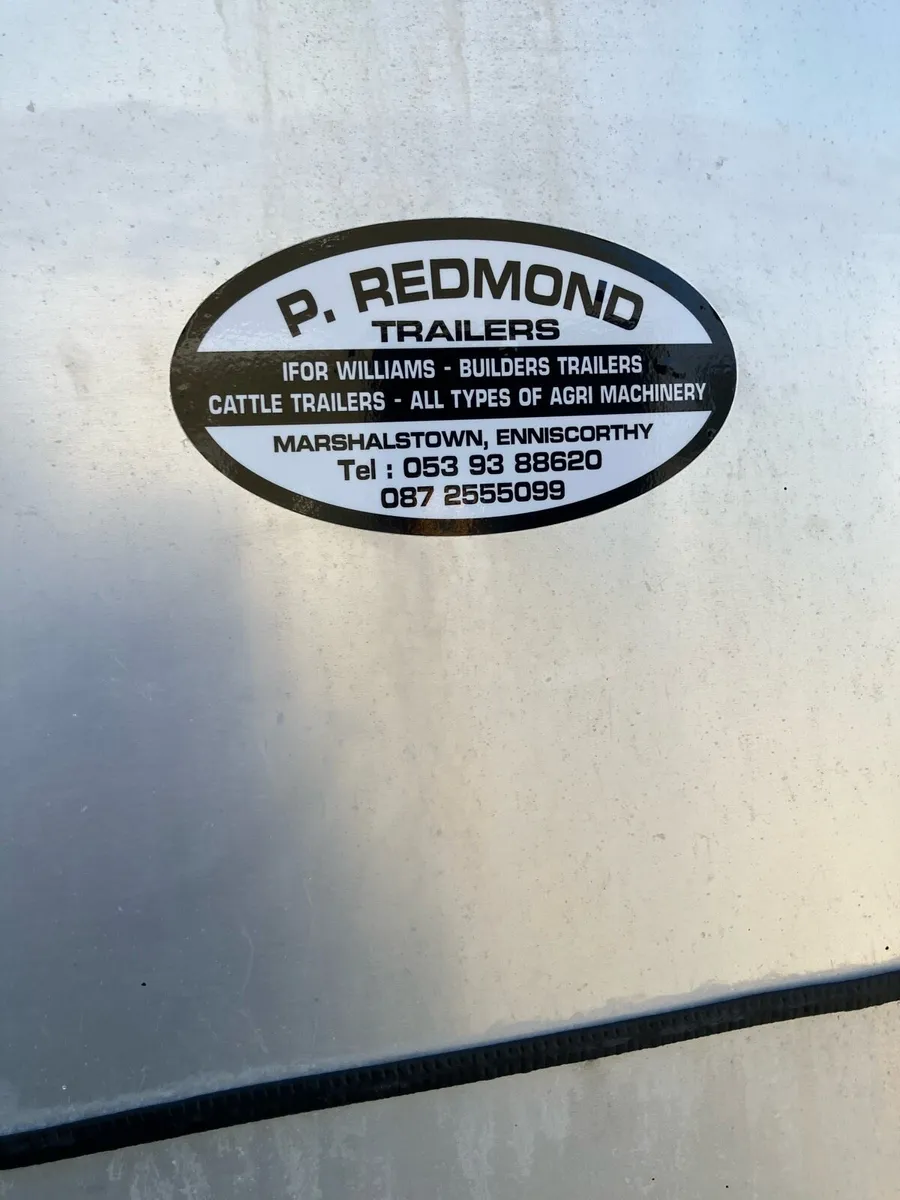 P. REDMOND
TRAILERS
IFOR WILLIAMS - BUILDERS TRAILERS
CATTLE TRAILERS - ALL TYPES OF AGRI MACHINERY
MARSHALSTOWN, ENNISCORTHY
Tel : 053 93 88620
087 2555099